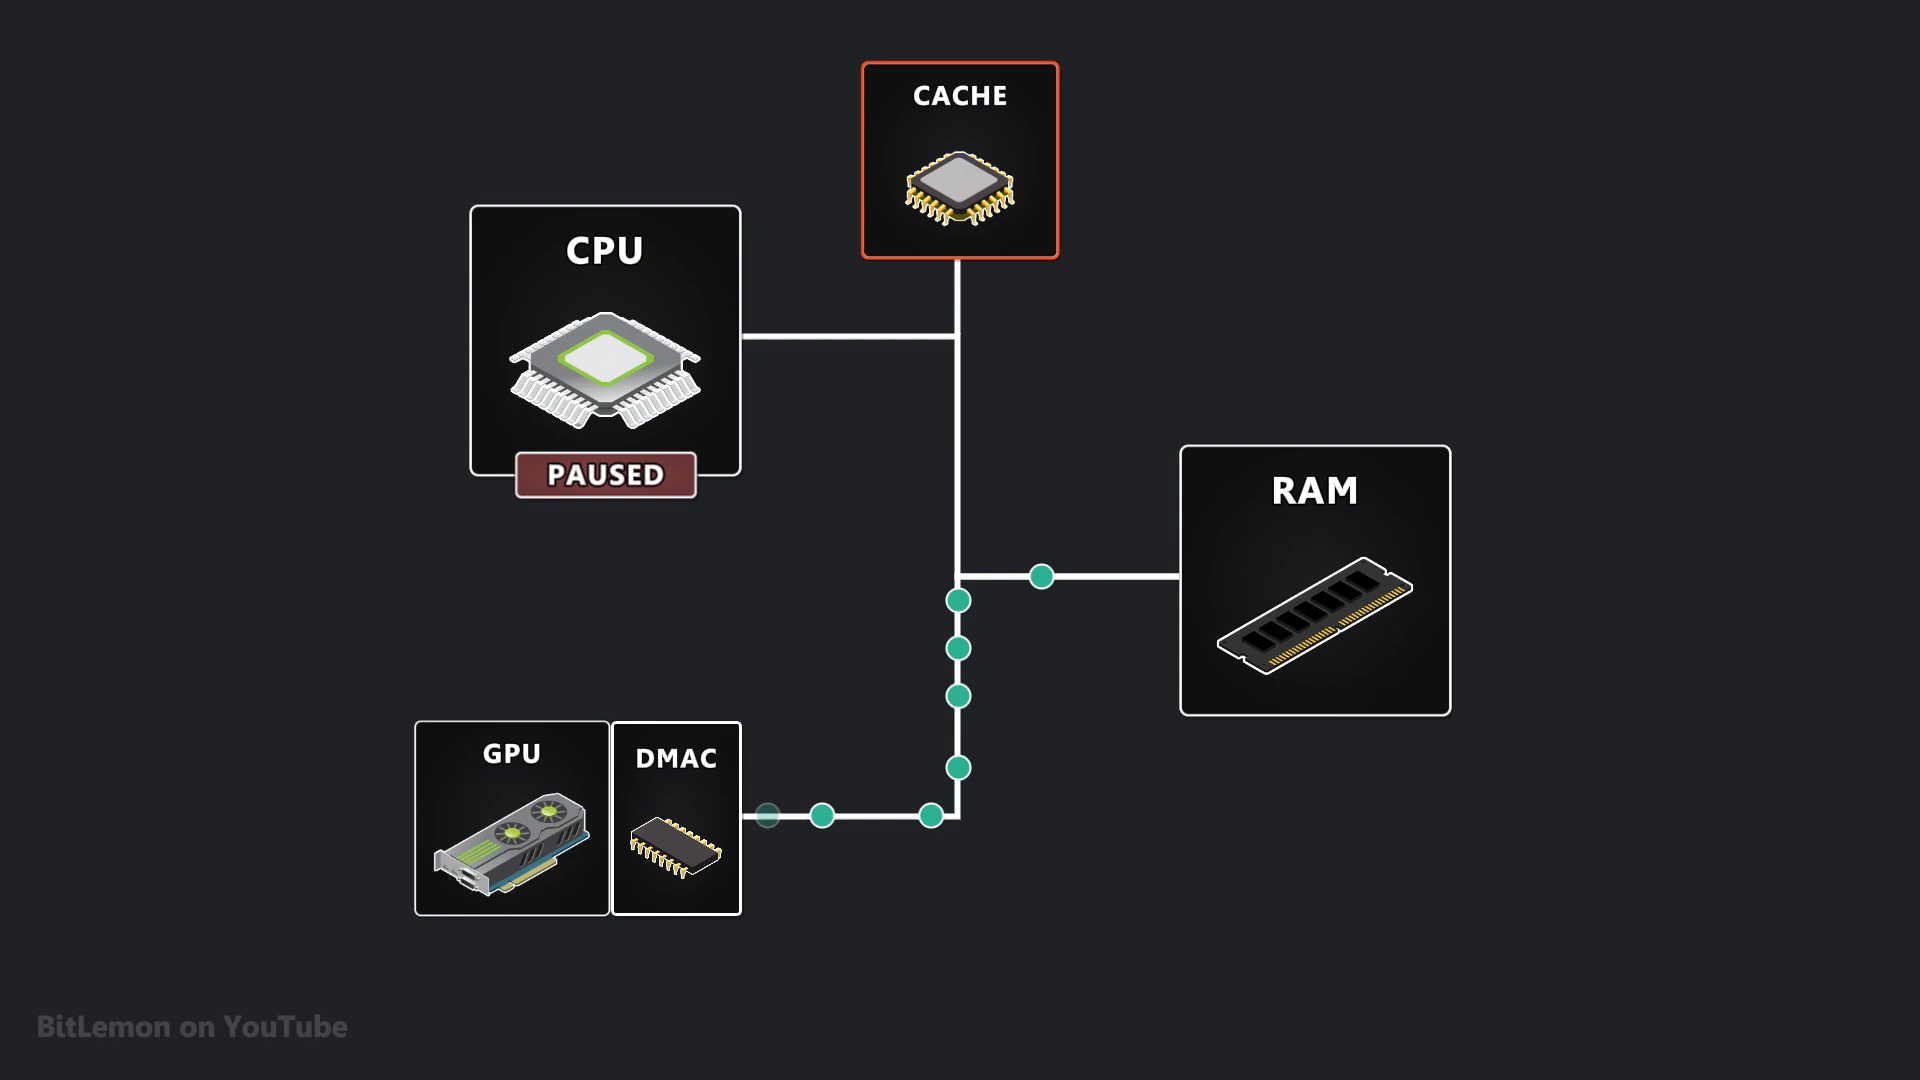 CACHE
CPU
PAUSED
RAM
GPU
DMAC
BitLemon on YouTube